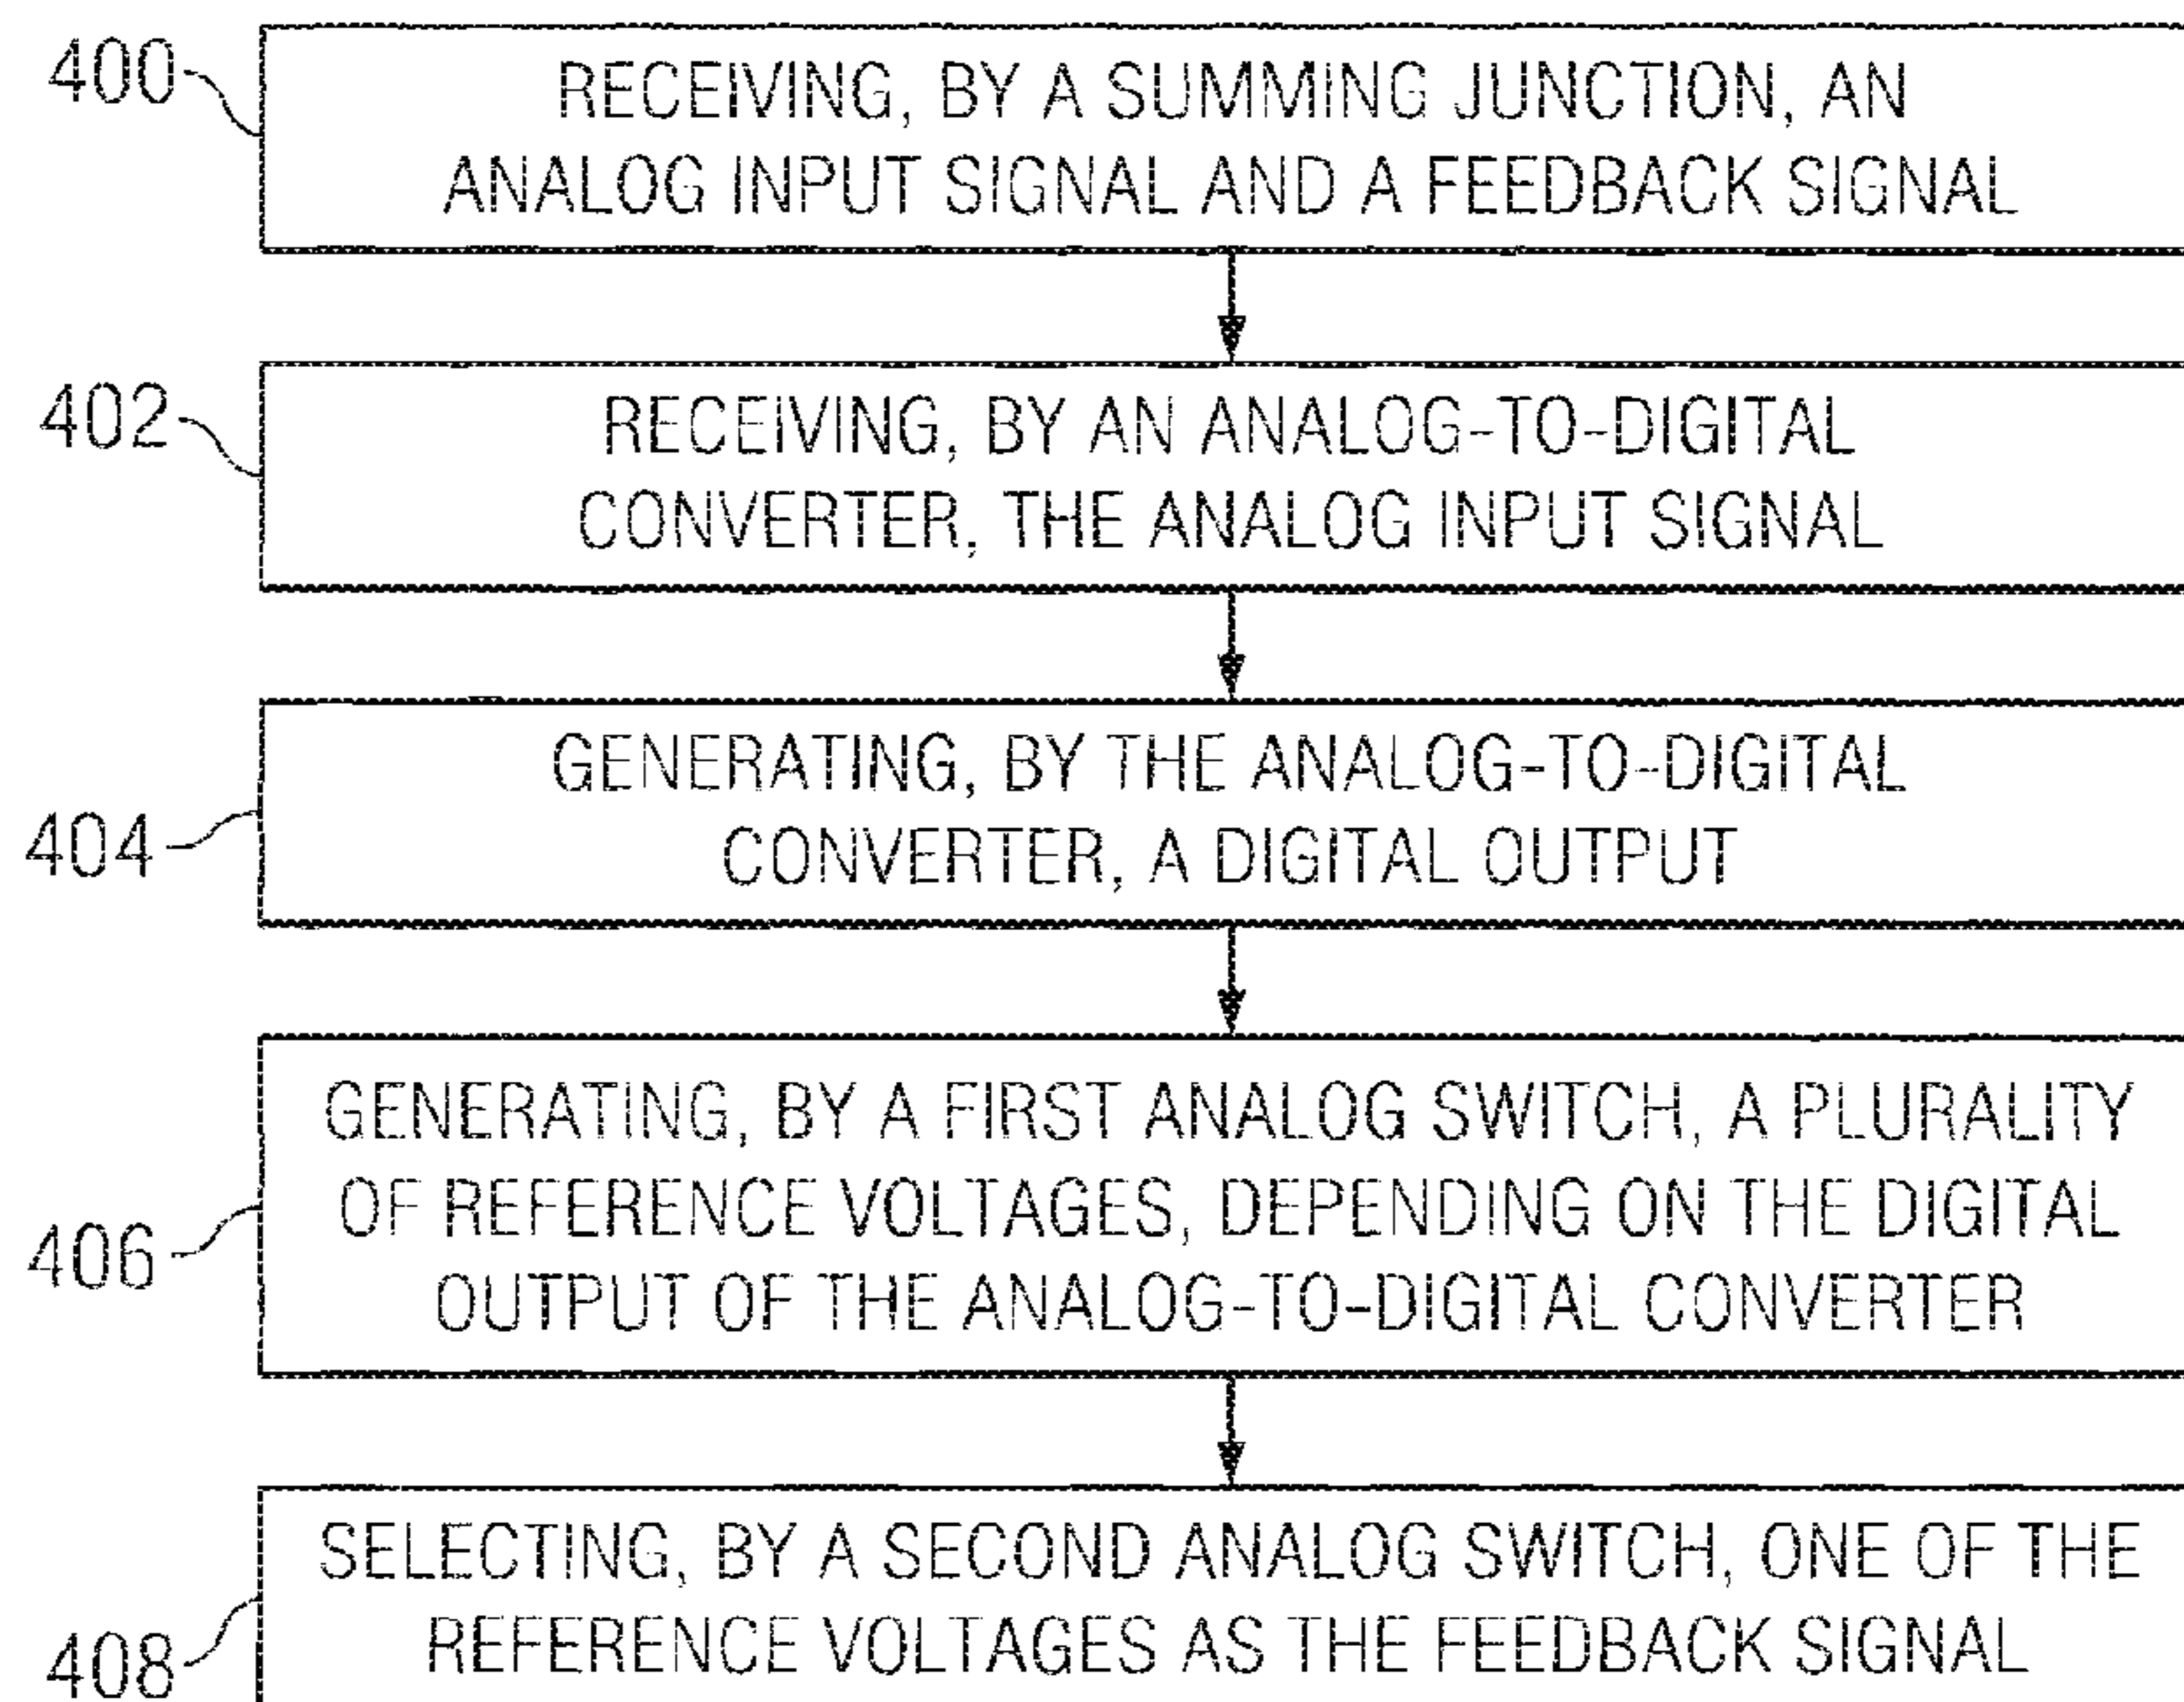 400
RECEIVING, BY A SUMMING JUNCTION, AN
ANALOG INPUT SIGNAL AND A FEEDBACK SIGNAL
402
RECEIVING, BY AN ANALOG-TO-DIGITAL
CONVERTER, THE ANALOG INPUT SIGNAL
404
GENERATING, BY THE ANALOG-TO-DIGITAL
CONVERTER, A DIGITAL OUTPUT
406
GENERATING, BY A FIRST ANALOG SWITCH, A PLURALITY
OF REFERENCE VOLTAGES, DEPENDING ON THE DIGITAL
OUTPUT OF THE ANALOG-TO-DIGITAL CONVERTER
408
SELECTING, BY A SECOND ANALOG SWITCH, ONE OF THE
REFERENCE VOLTAGES AS THE FEEDBACK SIGNAL